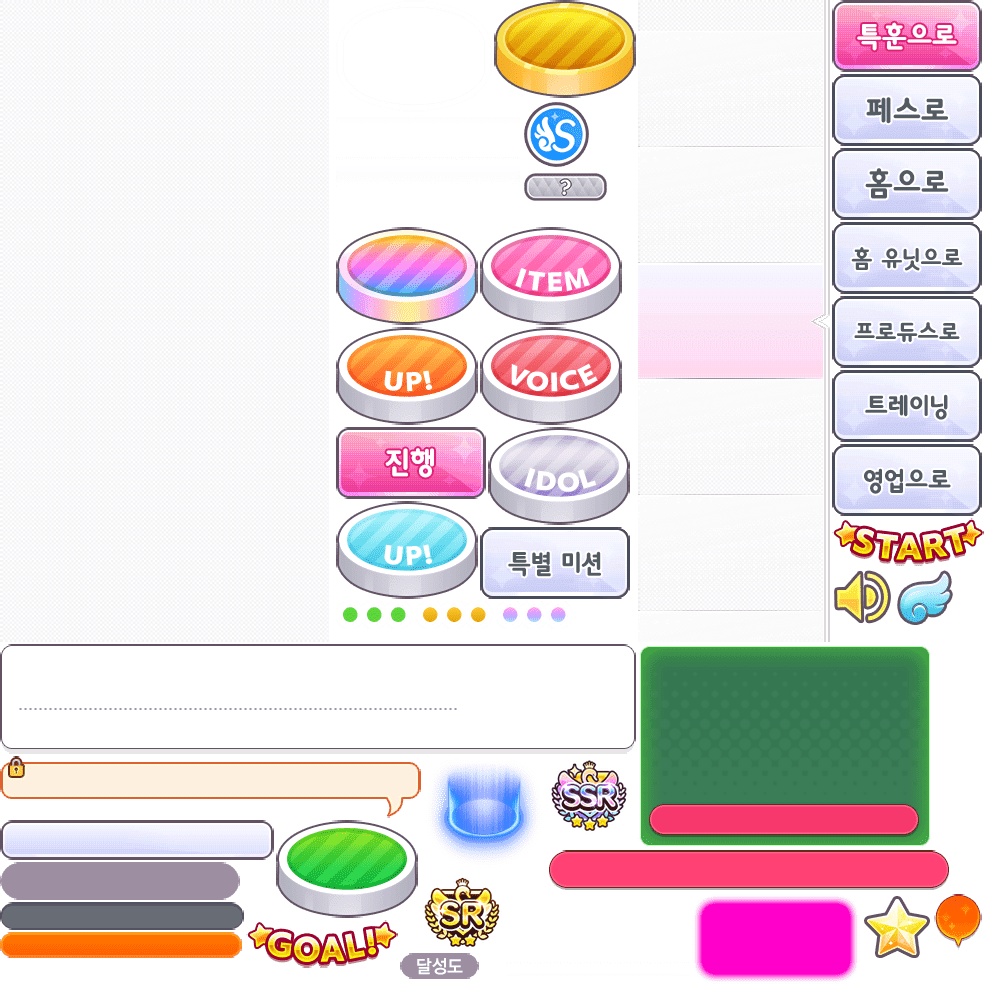 특훈으로
페스로
S
홈으로
?
홈 유닛으로
ITEM
프로듀스로
UP!
VOICE
트레이닝
진행
IDOL
영업으로
UP!
특별 미션
START
SSR
SR
GOAL!
달성도